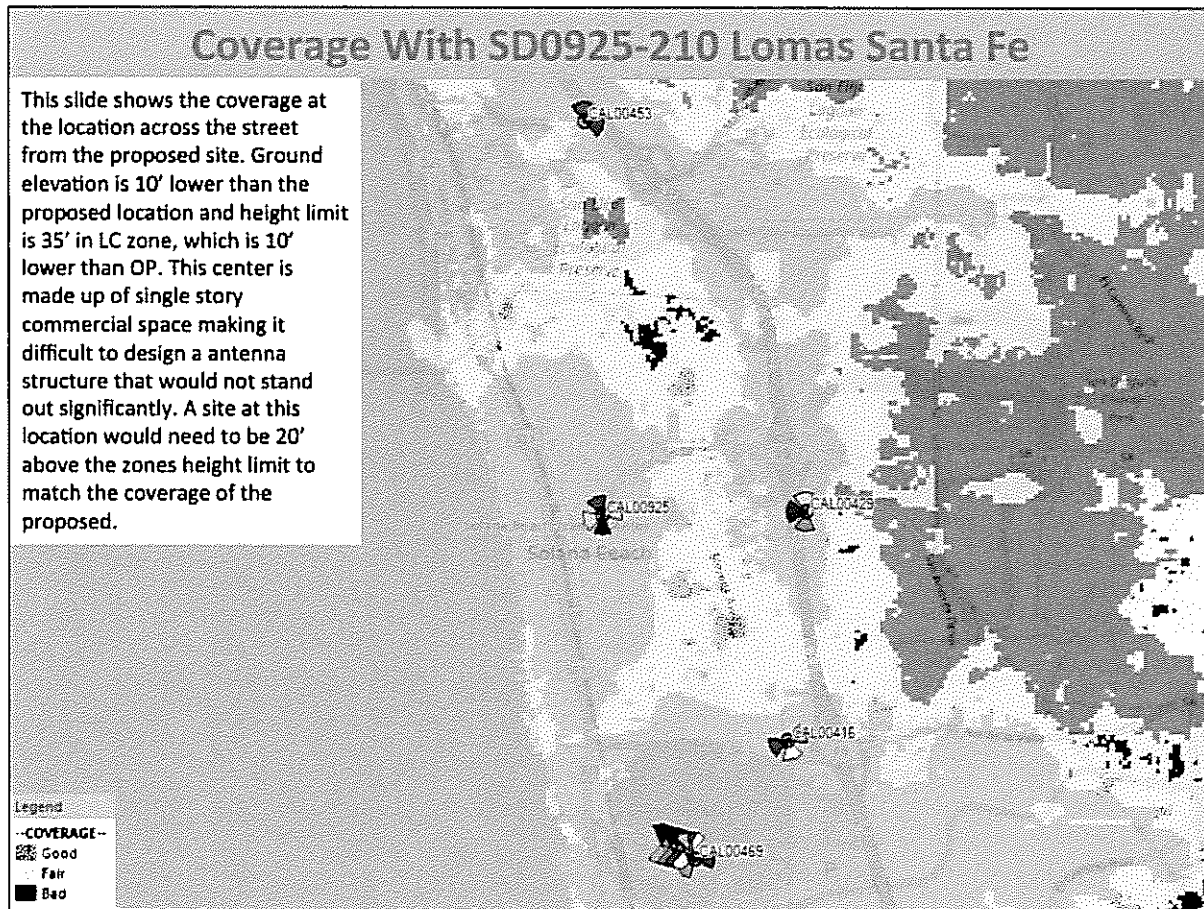 Coverage With SD0925-210 Lomas Santa Fe
This slide shows the coverage at
the location across the street
from the proposed site. Ground
elevation is 10' lower than the
proposed location and height limit
is 35' in LC zone, which is 10'
lower than OP. This center is
made up of single story
commercial space making it
difficult to design a antenna
structure that would not stand
out significantly. A site at this
location would need to be 20'
above the zones height limit to
match the coverage of the
proposed.
CAL00453
CAL00925
CAL00429
Solana Beach
CAL00416
CAL00469
Legend
--COVERAGE--
Good
Fair
Bad